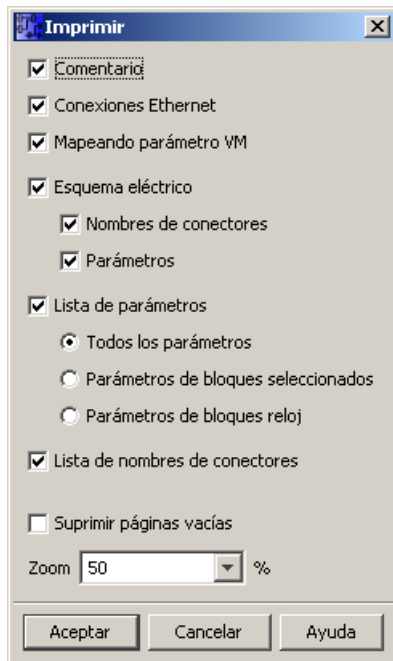 Imprimir
Comentario
Conexiones Ethernet
Mapeando parámetro VM
Esquema eléctrico
Nombres de conectores
Parámetros
Lista de parámetros
Todos los parámetros
Parámetros de bloques seleccionados
Parámetros de bloques reloj
Lista de nombres de conectores
Suprimir páginas vacías
Zoom 50 %
Aceptar Cancelar Ayuda